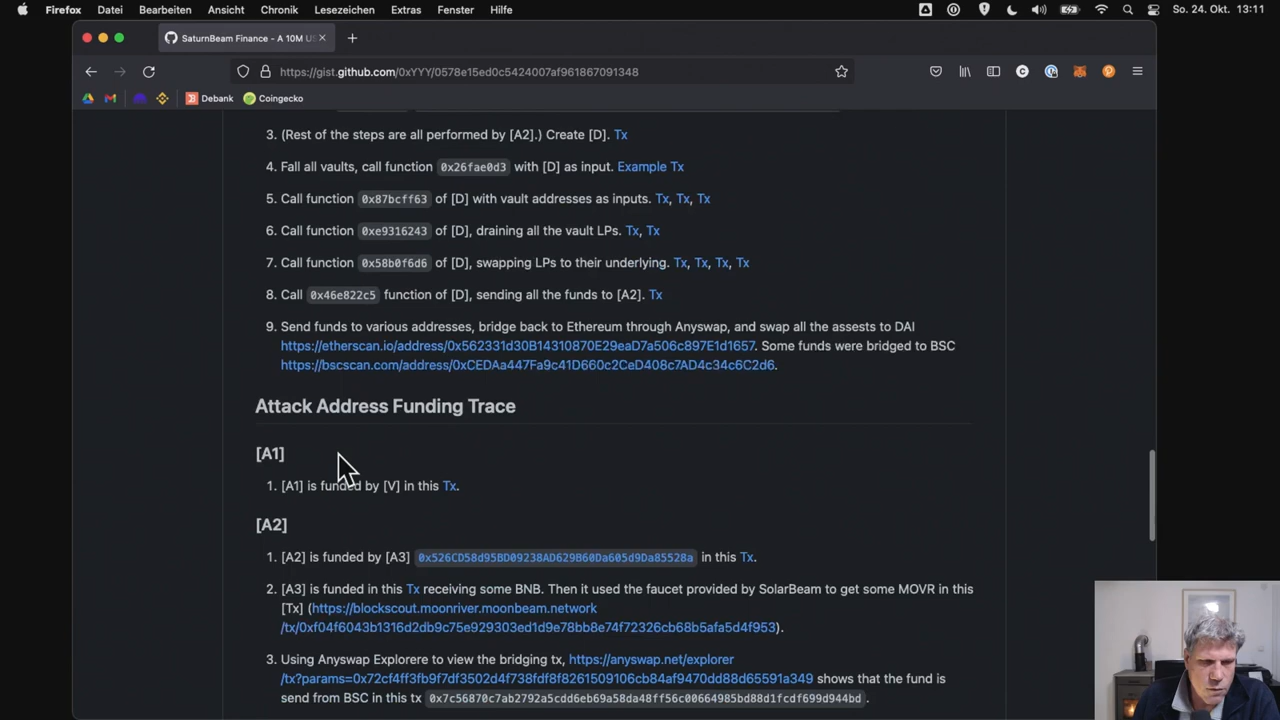 Firefox Datei Bearbeiten Ansicht Chronik Lesezeichen Extras Fenster Hilfe So. 24. Okt. 13:11
SaturnBeam Finance - A 10M U
https://gist.github.com/0xYYY/0578e15ed0c5424007af961867091348
Debank Coingecko
3. (Rest of the steps are all performed by [A2].) Create [D]. Tx
4. Fall all vaults, call function 0x26fae0d3 with [D] as input. Example Tx
5. Call function 0x87bcff63 of [D] with vault addresses as inputs. Tx, Tx, Tx
6. Call function 0xe9316243 of [D], draining all the vault LPs. Tx, Tx
7. Call function 0x58b0f6d6 of [D], swapping LPs to their underlying. Tx, Tx, Tx, Tx
8. Call 0x46e822c5 function of [D], sending all the funds to [A2]. Tx
9. Send funds to various addresses, bridge back to Ethereum through Anyswap, and swap all the assests to DAI
https://etherscan.io/address/0x562331d30B14310870E29eaD7a506c897E1d1657. Some funds were bridged to BSC
https://bscscan.com/address/0xCEDAa447Fa9c41D660c2CeD408c7AD4c34c6C2d6.
Attack Address Funding Trace
[A1]
1. [A1] is funded by [V] in this Tx.
[A2]
1. [A2] is funded by [A3] 0x526CD58d95BD09238AD629B60Da605d9Da85528a in this Tx.
2. [A3] is funded in this Tx receiving some BNB. Then it used the faucet provided by SolarBeam to get some MOVR in this
[Tx] (https://blockscout.moonriver.moonbeam.network
/tx/0xf04f6043b1316d2db9c75e929303ed1d9e78bb8e74f72326cb68b5afa5d4f953).
3. Using Anyswap Explorere to view the bridging tx, https://anyswap.net/explorer
/tx?params=0x72cf4ff3fb9f7df3502d4f738fdf8f8261509106cb84af9470dd88d65591a349 shows that the fund is
send from BSC in this tx 0x7c56870c7ab2792a5cdd6eb69a58da48ff56c00664985bd88d1fcdf699d944bd .